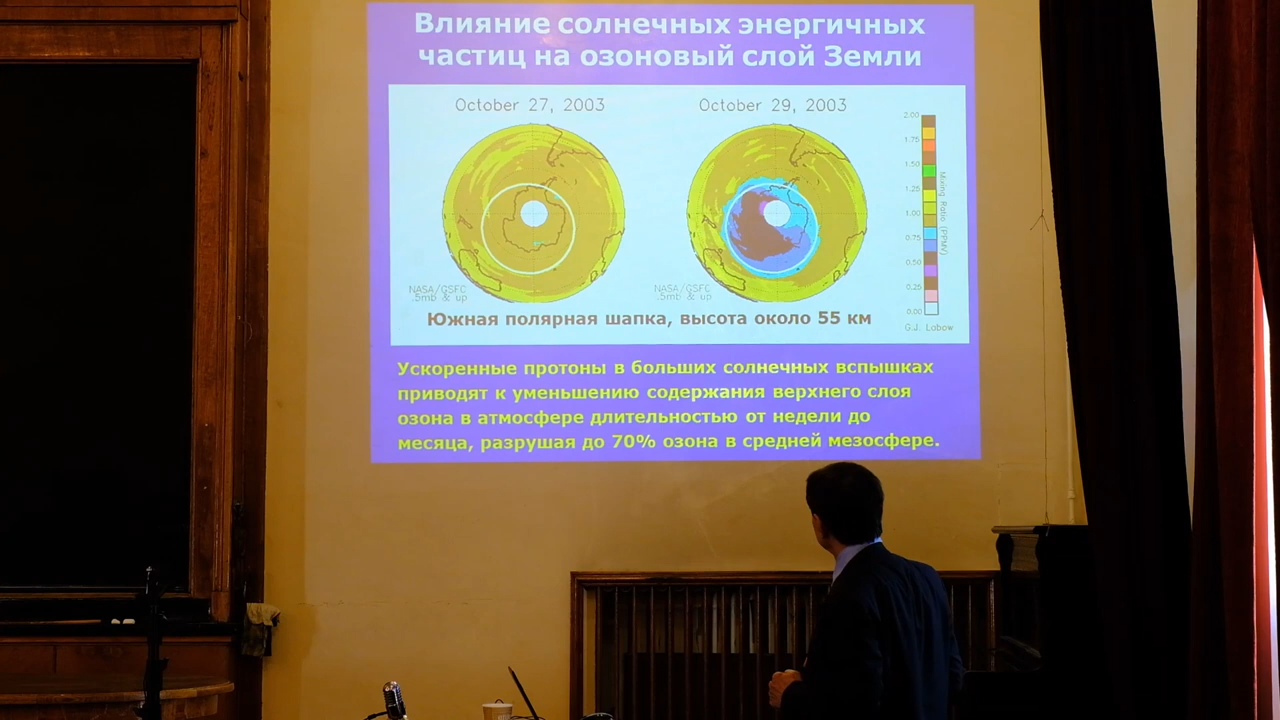 Влияние солнечных энергичных
частиц на озоновый слой Земли
October 27, 2003
October 29, 2003
2.00
1.75
1.50
1.25
1.00
0.75
0.50
0.25
0.00
Mixing Ratio (PPMV)
NASA/GSFC
.5mb & up
NASA/GSFC
.5mb & up
G.J. Labow
Южная полярная шапка, высота около 55 км
Ускоренные протоны в больших солнечных вспышках
приводят к уменьшению содержания верхнего слоя
озона в атмосфере длительностью от недели до
месяца, разрушая до 70% озона в средней мезосфере.